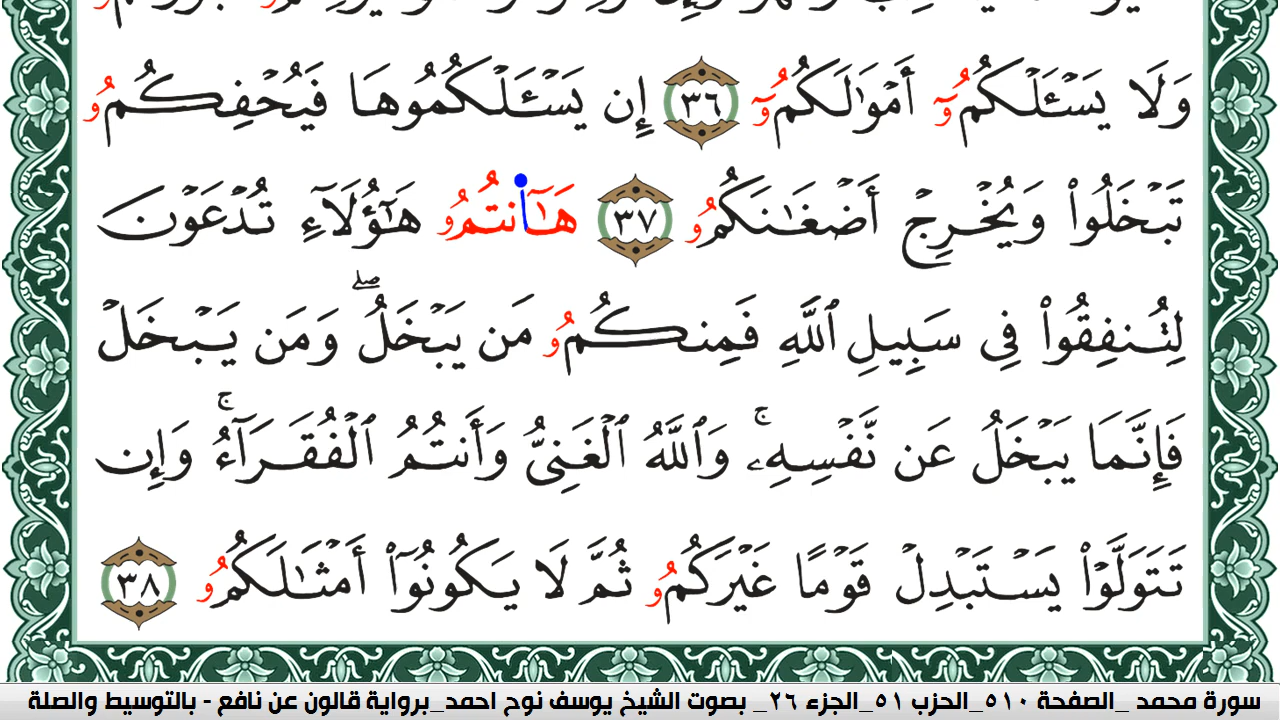 وَلَا يَسْـَٔلْكُمُۥٓ أَمْوَٰلَكُمُۥٓ ٣٦ إِن يَسْـَٔلْكُمُوهَا فَيُحْفِكُمُۥ
تَبْخَلُوا۟ وَيُخْرِجْ أَضْغَـٰنَكُمُۥ ٣٧ هَـٰٓاَنتُمُۥ هَـٰٓؤُلَآءِ تُدْعَوْنَ
لِتُنفِقُوا۟ فِى سَبِيلِ ٱللَّهِ فَمِنكُمُۥ مَن يَبْخَلُ ۖ وَمَن يَبْخَلْ
فَإِنَّمَا يَبْخَلُ عَن نَّفْسِهِۦ ۚ وَٱللَّهُ ٱلْغَنِىُّ وَأَنتُمُ ٱلْفُقَرَآءُ ۚ وَإِن
تَتَوَلَّوْا۟ يَسْتَبْدِلْ قَوْمًا غَيْرَكُمُۥ ثُمَّ لَا يَكُونُوٓا۟ أَمْثَـٰلَكُمُۥ ٣٨
سورة محمد _الصفحة ٥١٠_الحزب ٥١_الجزء ٢٦_ بصوت الشيخ يوسف نوح احمد_برواية قالون عن نافع - بالتوسيط والصلة